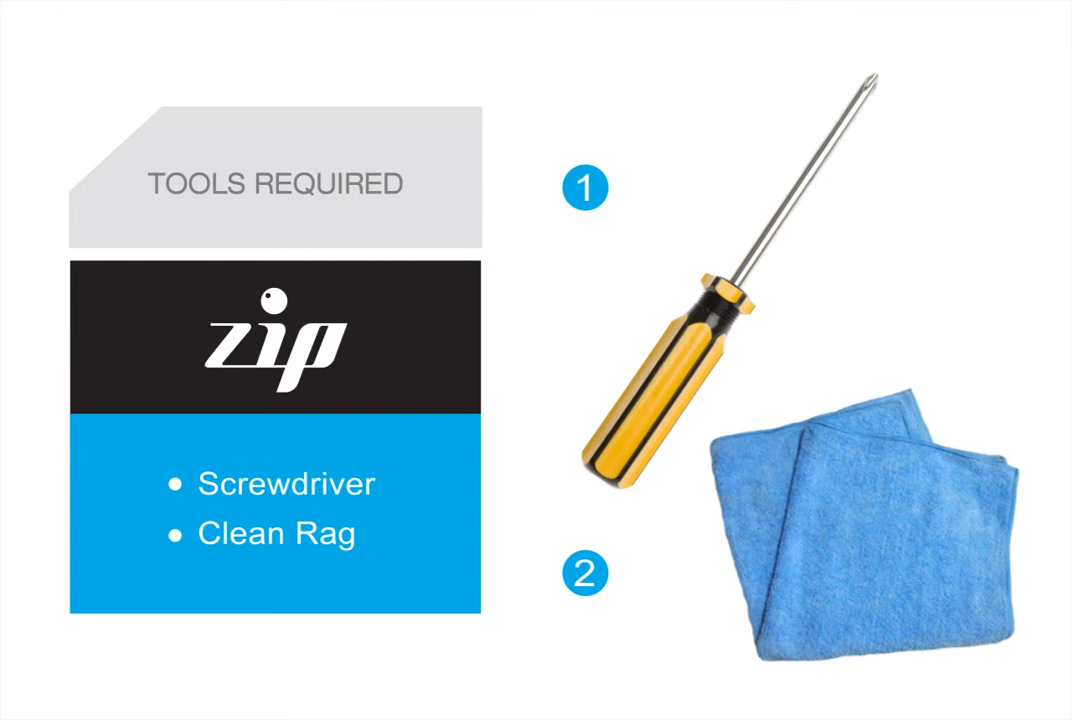 TOOLS REQUIRED
zip
• Screwdriver
• Clean Rag
1
2